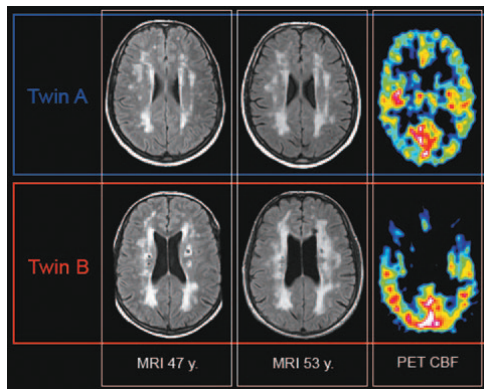 Twin A
Twin B
MRI 47 y.
MRI 53 y.
PET CBF